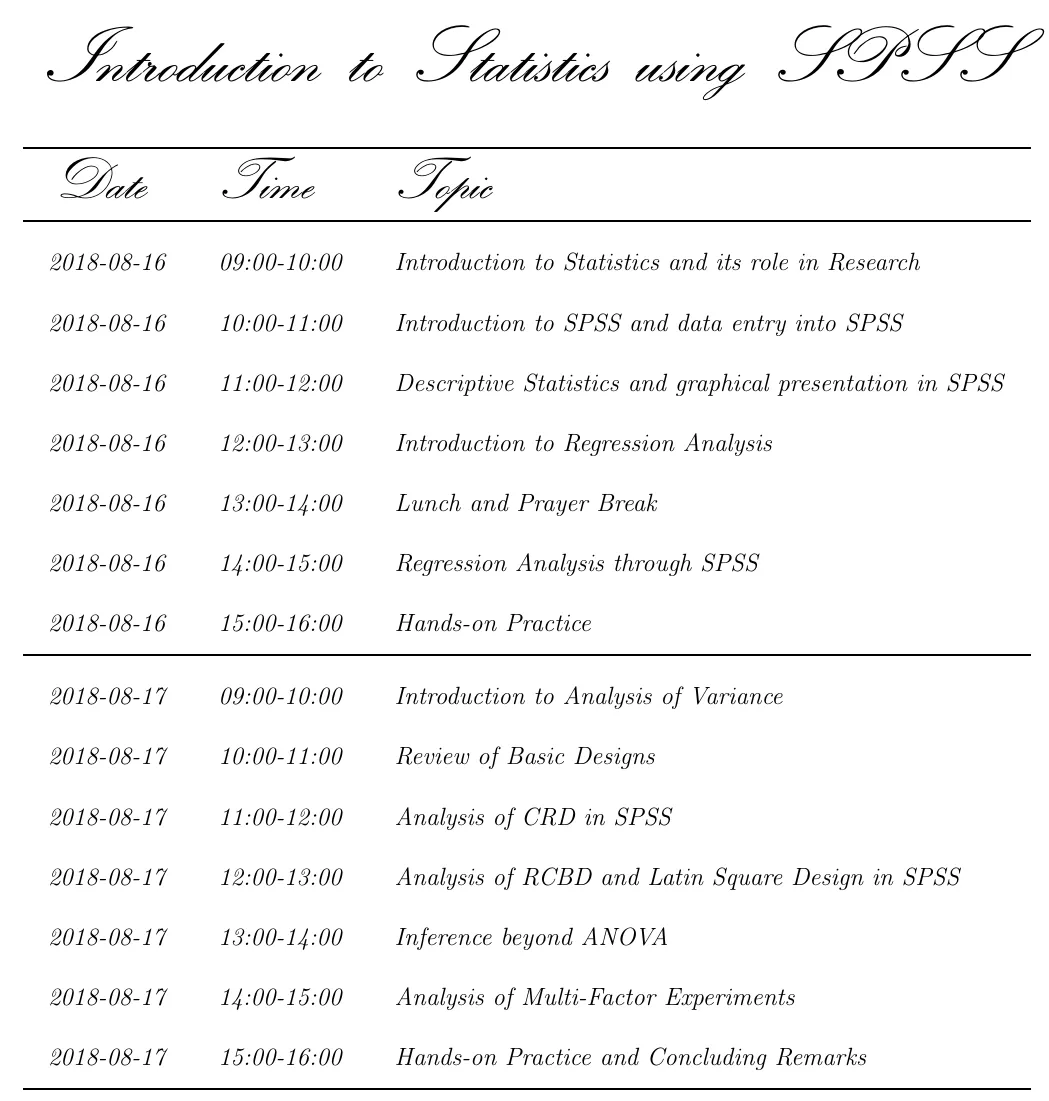 Introduction to Statistics using SPSS
Date Time Topic
2018-08-16 09:00-10:00 Introduction to Statistics and its role in Research
2018-08-16 10:00-11:00 Introduction to SPSS and data entry into SPSS
2018-08-16 11:00-12:00 Descriptive Statistics and graphical presentation in SPSS
2018-08-16 12:00-13:00 Introduction to Regression Analysis
2018-08-16 13:00-14:00 Lunch and Prayer Break
2018-08-16 14:00-15:00 Regression Analysis through SPSS
2018-08-16 15:00-16:00 Hands-on Practice
2018-08-17 09:00-10:00 Introduction to Analysis of Variance
2018-08-17 10:00-11:00 Review of Basic Designs
2018-08-17 11:00-12:00 Analysis of CRD in SPSS
2018-08-17 12:00-13:00 Analysis of RCBD and Latin Square Design in SPSS
2018-08-17 13:00-14:00 Inference beyond ANOVA
2018-08-17 14:00-15:00 Analysis of Multi-Factor Experiments
2018-08-17 15:00-16:00 Hands-on Practice and Concluding Remarks